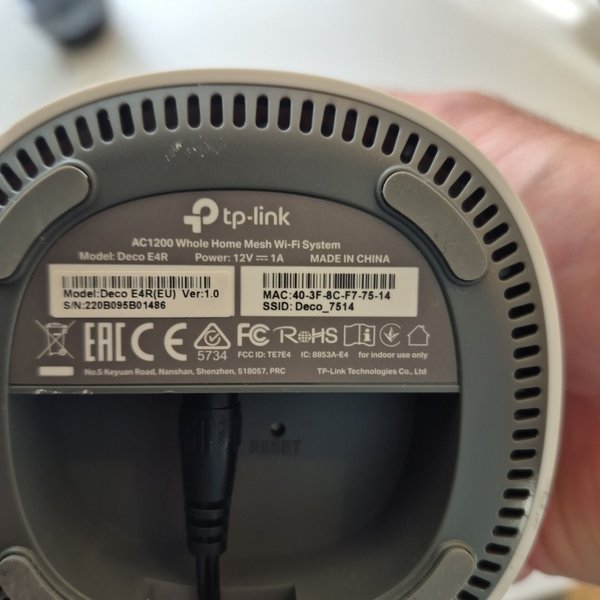 tp-link
AC1200 Whole Home Mesh Wi-Fi System
Model: Deco E4R Power: 12V⎓1A MADE IN CHINA
Model:Deco E4R(EU) Ver:1.0
S/N:220B095B01486
MAC:40-3F-8C-F7-75-14
SSID: Deco_7514
EAC CE 5734 FC FCC ID: TE7E4 RoHS IC: 8853A-E4 for indoor use only
No.5 Keyuan Road, Nanshan, Shenzhen, 518057, PRC TP-Link Technologies Co., Ltd
RESET